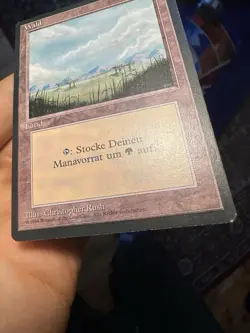 Wald
Land
: Stocke Deinen
Manavorrat um auf.
Illus. Christopher Rush